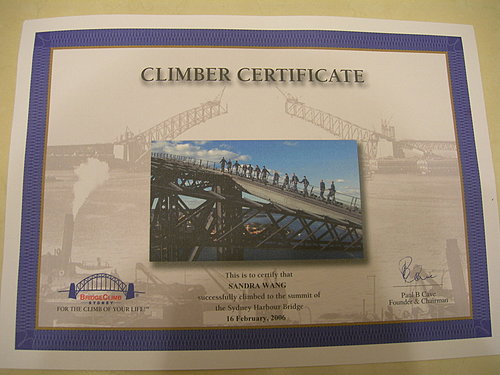 CLIMBER CERTIFICATE
This is to certify that
SANDRA WANG
successfully climbed to the summit of
the Sydney Harbour Bridge
16 February, 2006
BRIDGECLIMB
SYDNEY
FOR THE CLIMB OF YOUR LIFE!™
Paul B Cave
Founder & Chairman